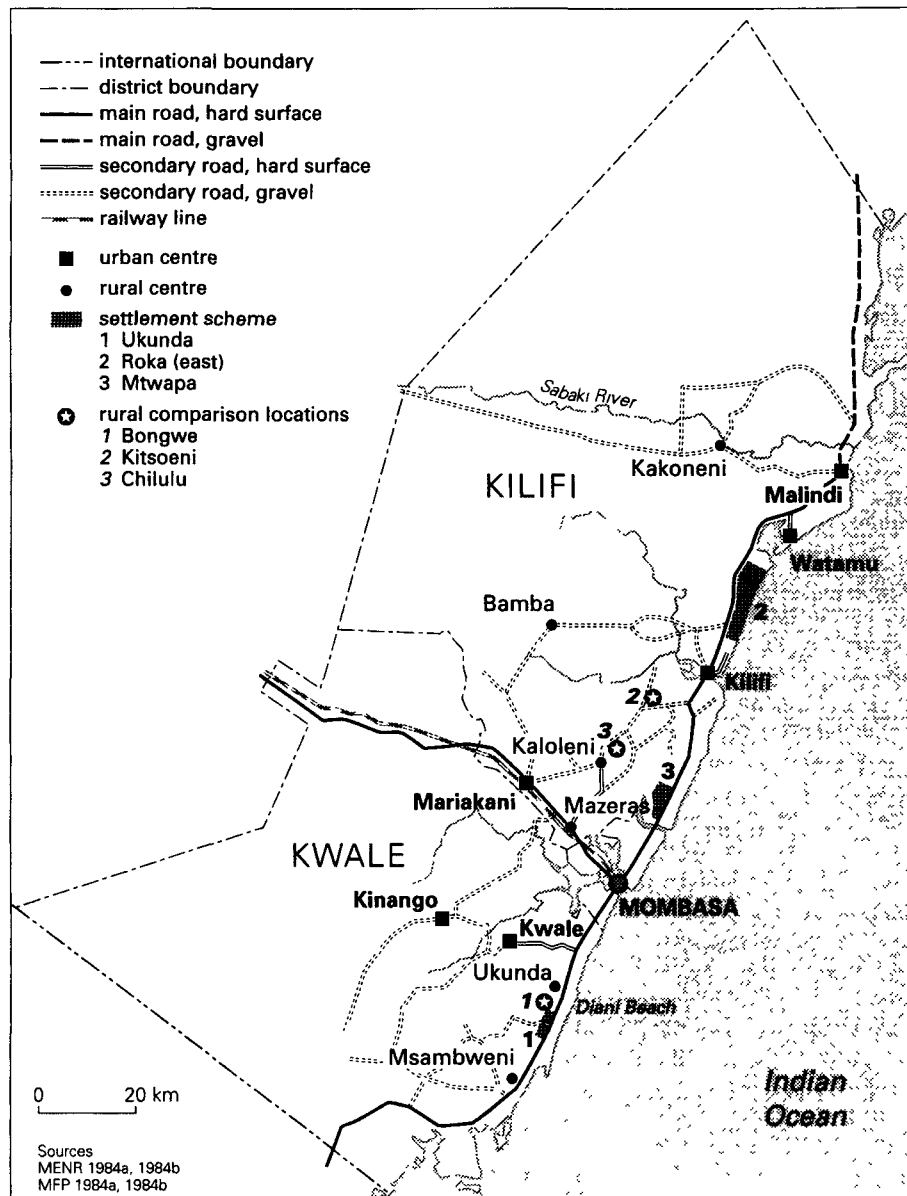 international boundary
district boundary
main road, hard surface
main road, gravel
secondary road, hard surface
secondary road, gravel
railway line
urban centre
rural centre
settlement scheme
1 Ukunda
2 Roka (east)
3 Mtwapa
rural comparison locations
1 Bongwe
2 Kitsoeni
3 Chilulu
Sabaki River
Kakoneni
KILIFI
Malindi
Watamu
Bamba
2
Kilifi
2
3
Kaloleni
3
Mariakani
Mazeras
KWALE
MOMBASA
Kinango
Kwale
Ukunda
1
Diani Beach
1
Msambweni
0 20 km
Indian
Ocean
Sources
MENR 1984a, 1984b
MFP 1984a, 1984b